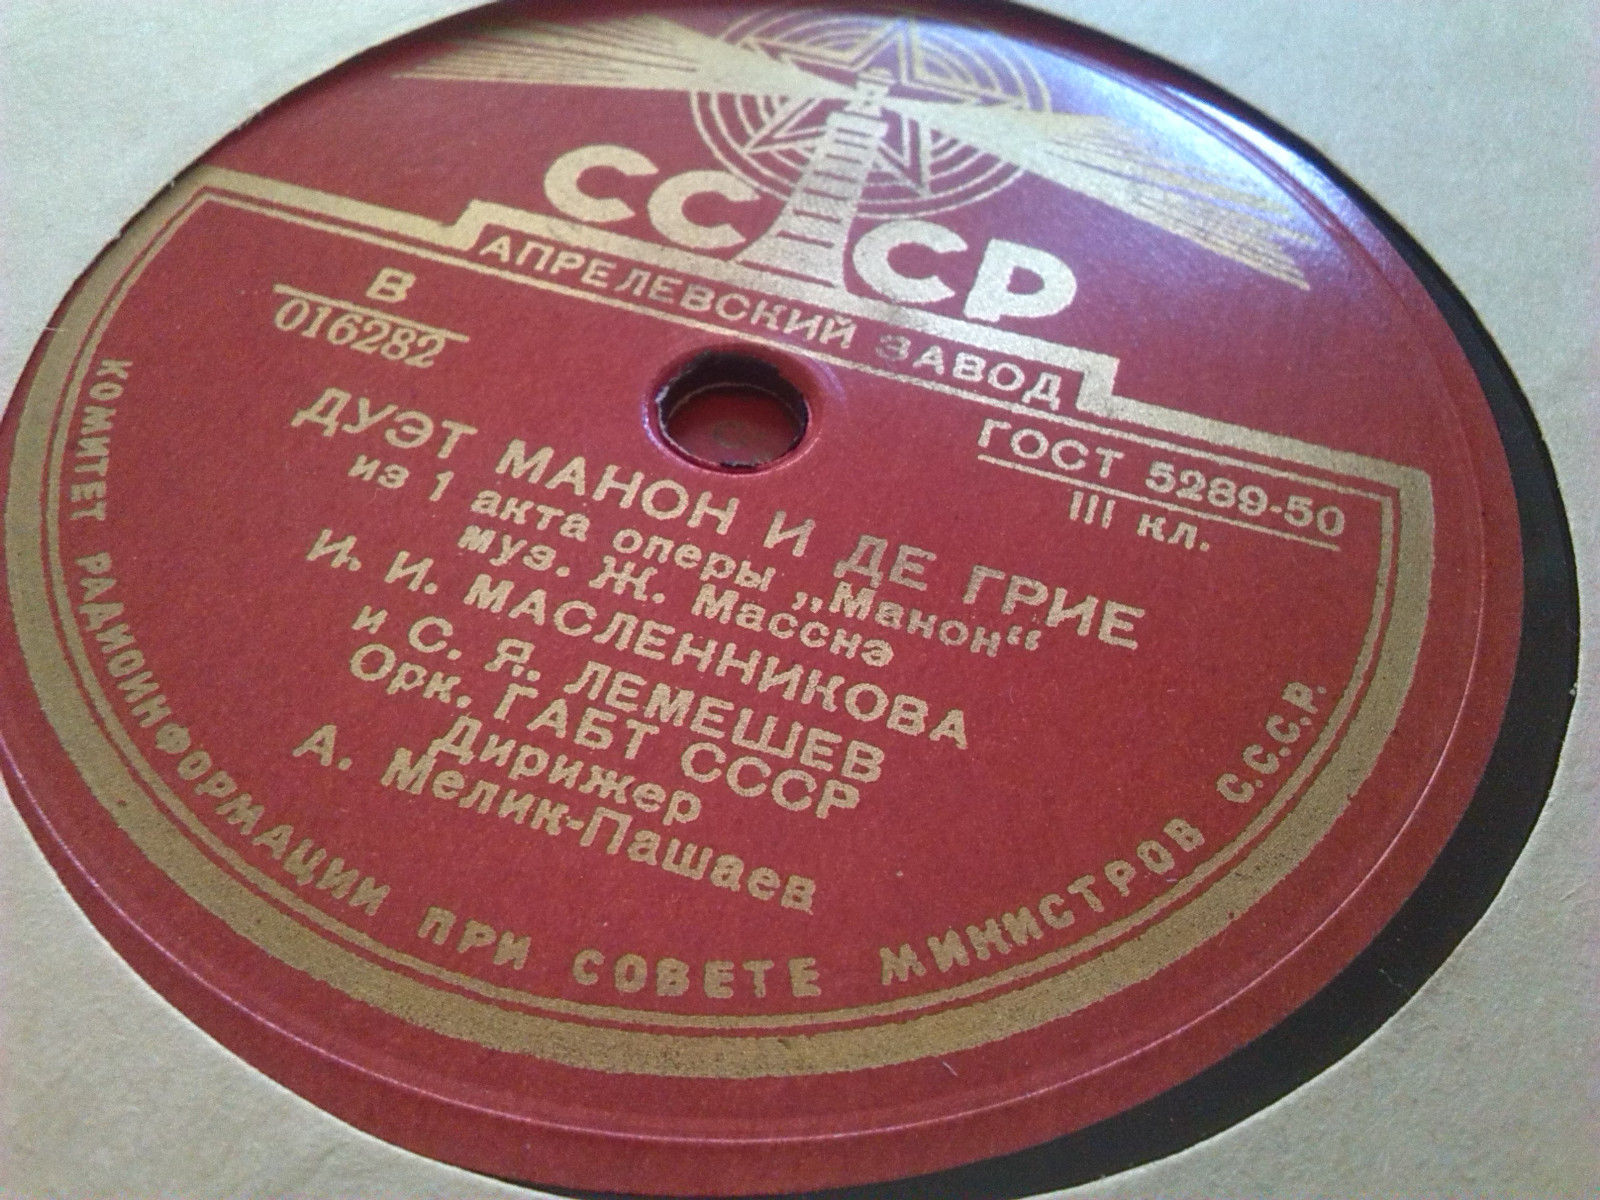 СССР
АПРЕЛЕВСКИЙ ЗАВОД
В
016282
ГОСТ 5289-50
III кл.
ДУЭТ МАНОН И ДЕ ГРИЕ
из 1 акта оперы „Манон“
муз. Ж. Масснэ
И. И. МАСЛЕННИКОВА
и С. Я. ЛЕМЕШЕВ
Орк. ГАБТ СССР
Дирижер
А. Мелик-Пашаев
КОМИТЕТ РАДИОИНФОРМАЦИИ ПРИ СОВЕТЕ МИНИСТРОВ С.С.С.Р.